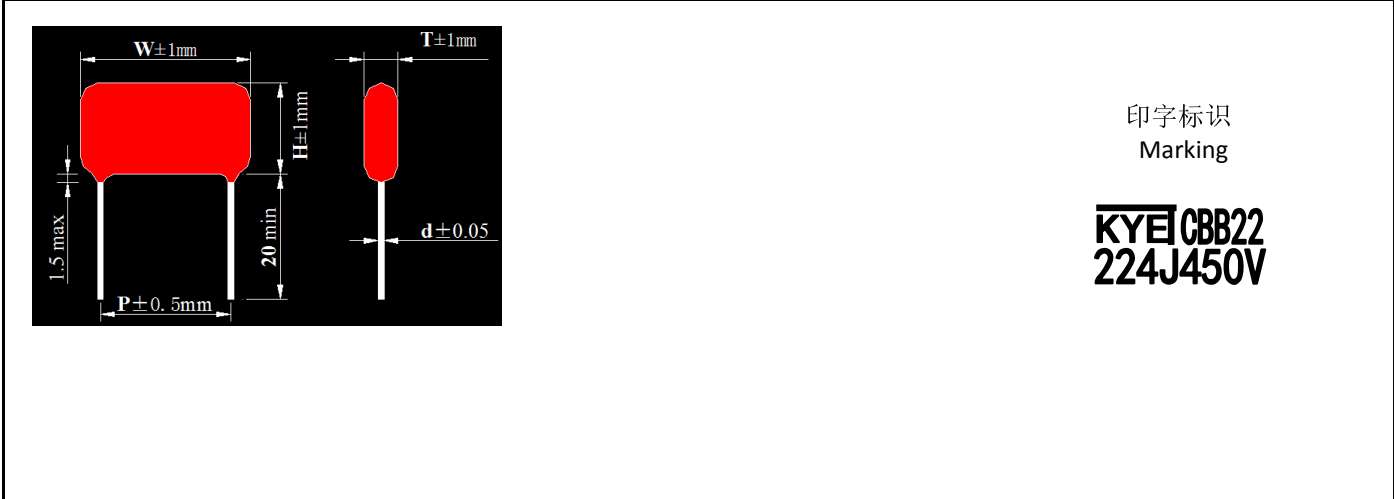 W±1mm
T±1mm
H±1mm
1.5 max
20 min
d±0.05
P±0.5mm
印字标识
Marking
KYET CBB22
224J450V